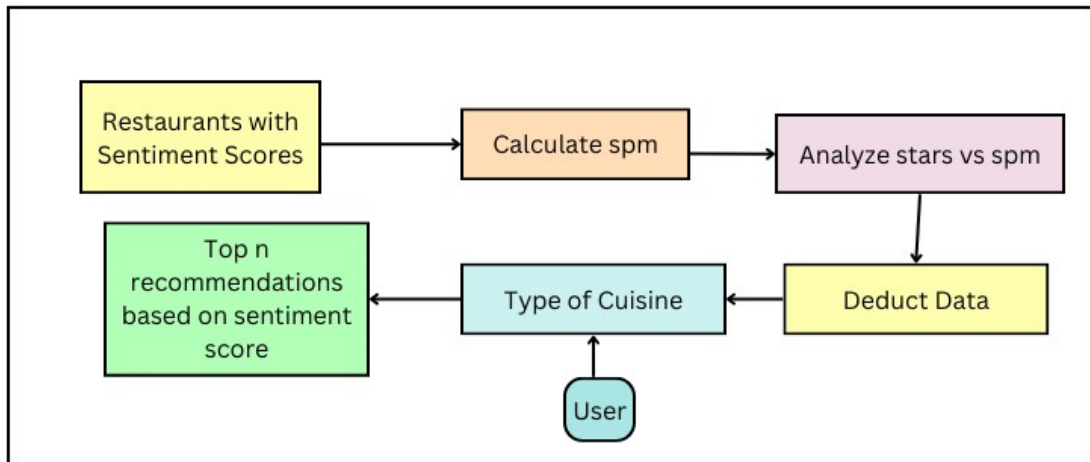 Restaurants with
Sentiment Scores
Calculate spm
Analyze stars vs spm
Deduct Data
Type of Cuisine
User
Top n
recommendations
based on sentiment
score